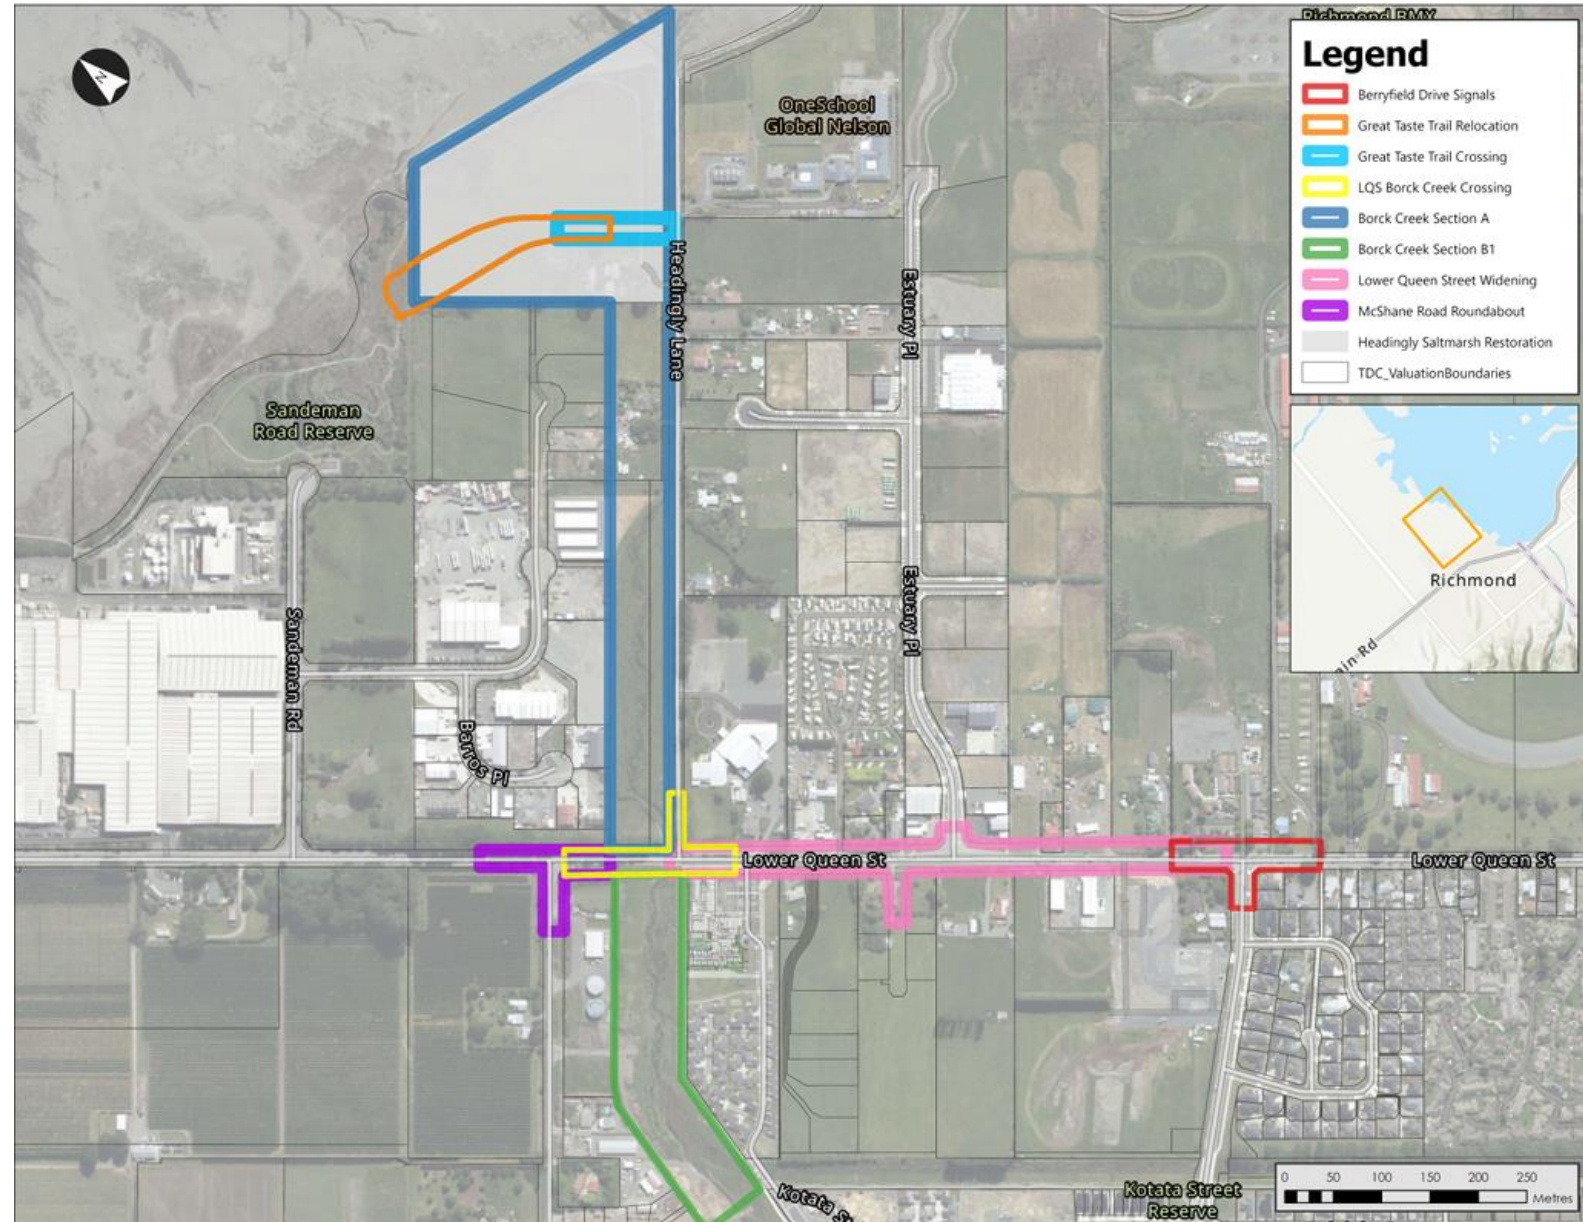 Richmond BMX
N
Legend
Berryfield Drive Signals
Great Taste Trail Relocation
Great Taste Trail Crossing
LQS Borck Creek Crossing
Borck Creek Section A
Borck Creek Section B1
Lower Queen Street Widening
McShane Road Roundabout
Headingly Saltmarsh Restoration
TDC_ValuationBoundaries
OneSchool
Global Nelson
Headingly Lane
Estuary Pl
Sandeman
Road Reserve
Richmond
Estuary Pl
Sandeman Rd
Barros Pl
Lower Queen St
Lower Queen St
Kotata
Kotata Street
Reserve
0 50 100 150 200 250
Metres